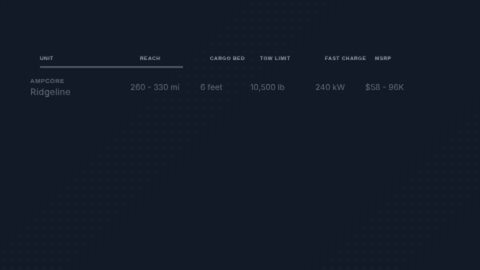 UNIT REACH CARGO BED TOW LIMIT FAST CHARGE MSRP
AMPCORE
Ridgeline 260 - 330 mi 6 feet 10,500 lb 240 kW $58 - 96K